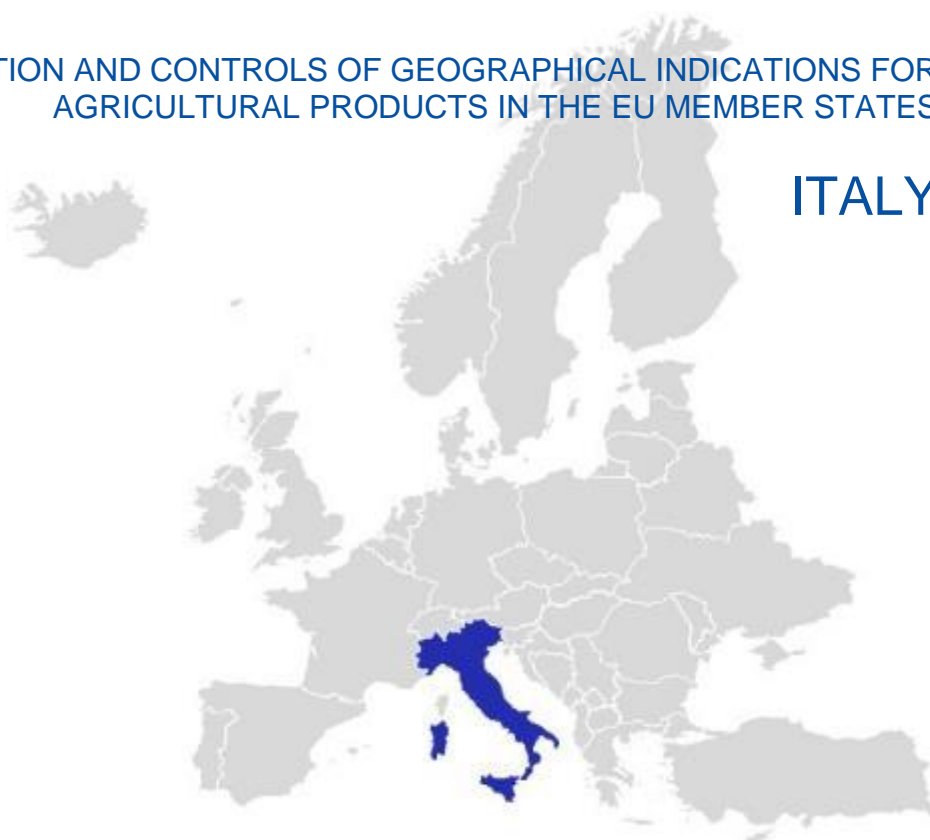 TION AND CONTROLS OF GEOGRAPHICAL INDICATIONS FOR
AGRICULTURAL PRODUCTS IN THE EU MEMBER STATES
ITALY